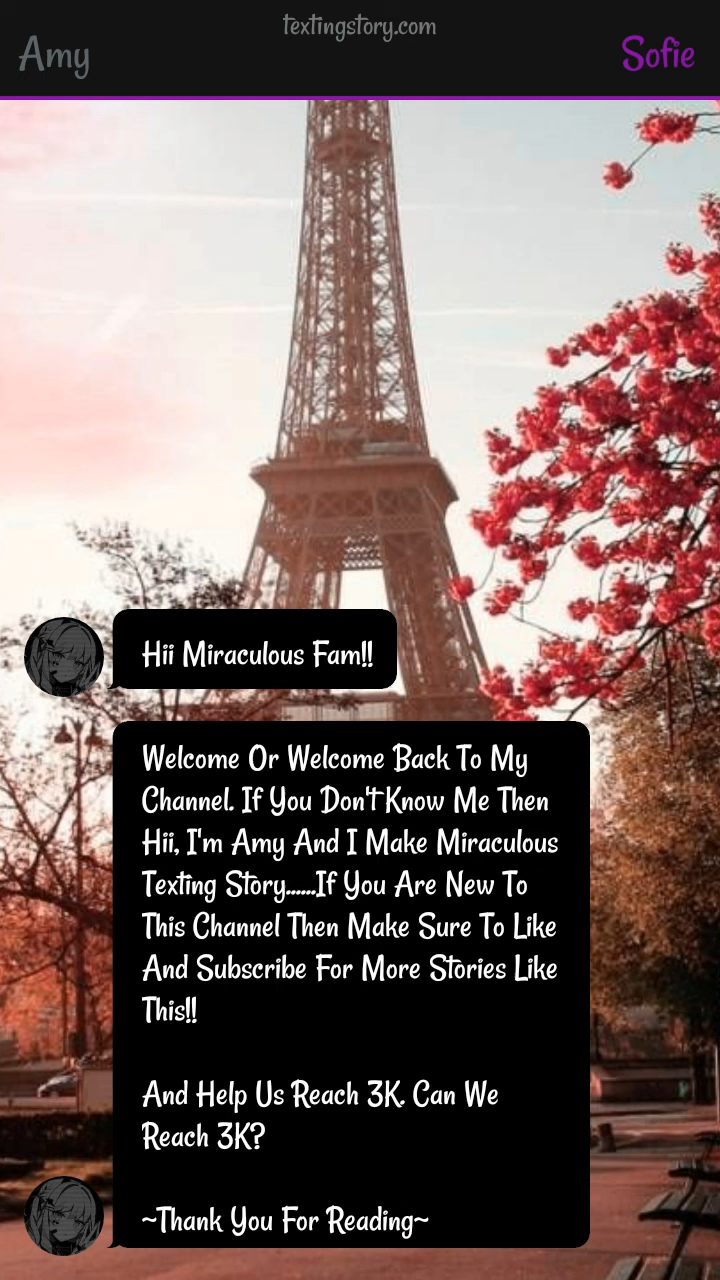 textingstory.com
Amy
Sofie
Hii Miraculous Fam!!
Welcome Or Welcome Back To My
Channel. If You Don't Know Me Then
Hii, I'm Amy And I Make Miraculous
Texting Story......If You Are New To
This Channel Then Make Sure To Like
And Subscribe For More Stories Like
This!!
And Help Us Reach 3K. Can We
Reach 3K?
~Thank You For Reading~